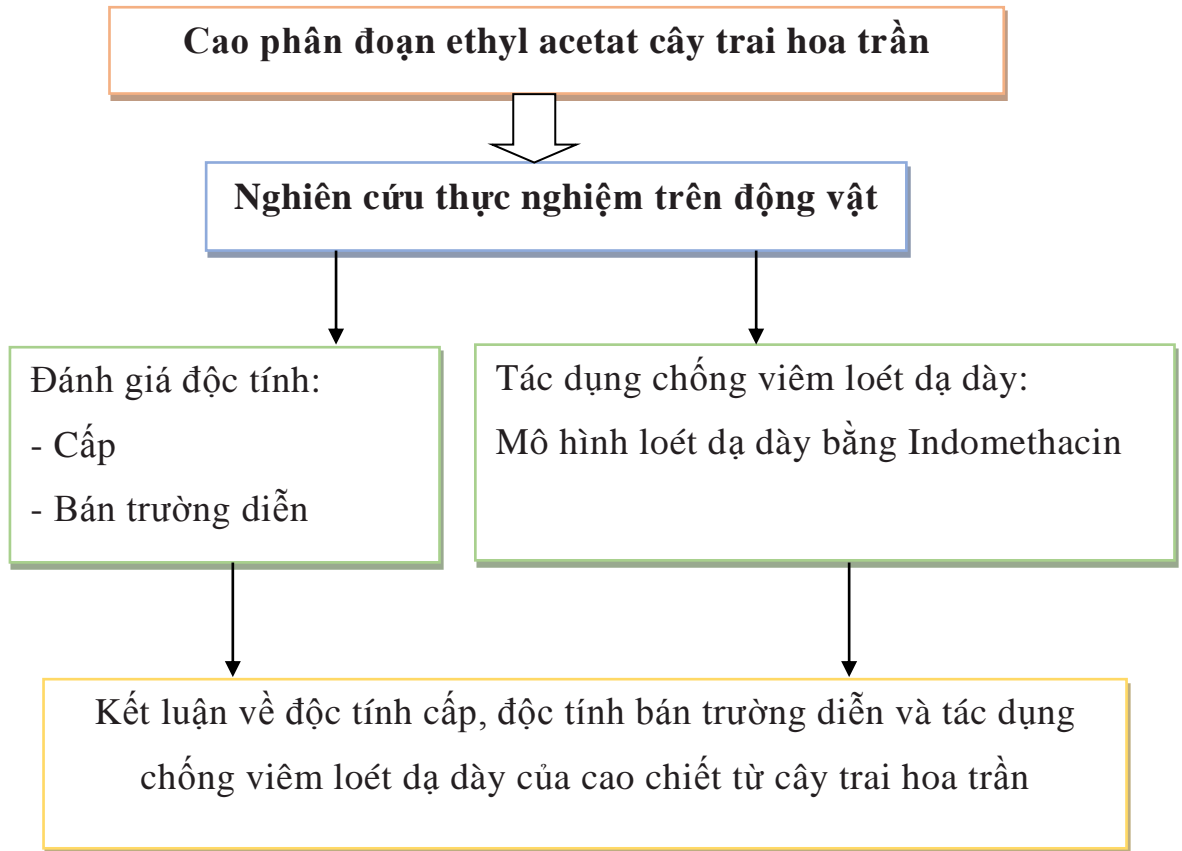 Cao phân đoạn ethyl acetat cây trai hoa trần
Nghiên cứu thực nghiệm trên động vật
Đánh giá độc tính:
- Cấp
- Bán trường diễn
Tác dụng chống viêm loét dạ dày:
Mô hình loét dạ dày bằng Indomethacin
Kết luận về độc tính cấp, độc tính bán trường diễn và tác dụng
chống viêm loét dạ dày của cao chiết từ cây trai hoa trần